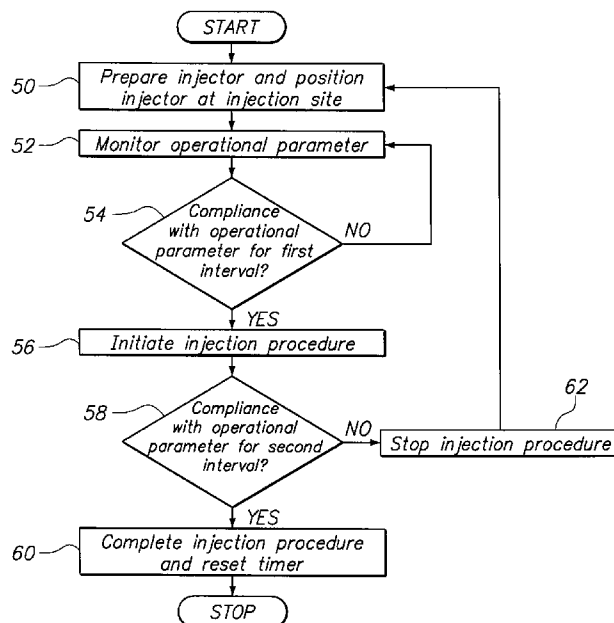 START
50
Prepare injector and position
injector at injection site
52
Monitor operational parameter
54
Compliance
with operational
parameter for first
interval?
NO
YES
56
Initiate injection procedure
58
Compliance
with operational
parameter for second
interval?
NO
62
Stop injection procedure
YES
60
Complete injection procedure
and reset timer
STOP